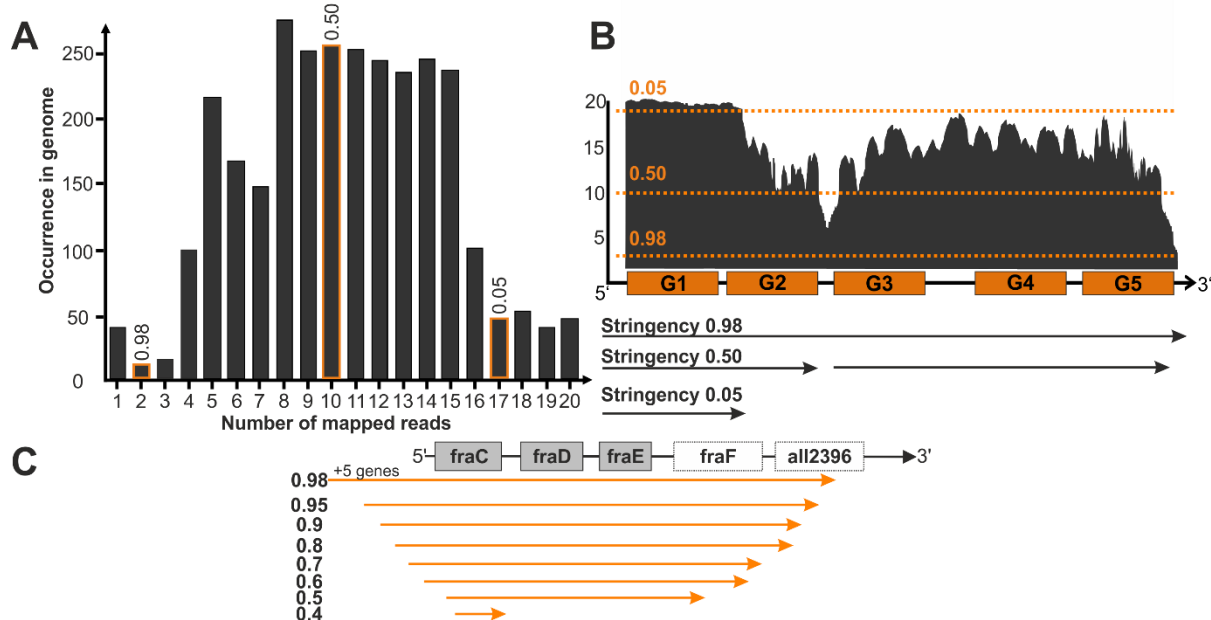 A
Occurrence in genome
250
200
150
100
50
0
0.98
0.50
0.05
1 2 3 4 5 6 7 8 9 10 11 12 13 14 15 16 17 18 19 20
Number of mapped reads
B
20
15
10
5
0.05
0.50
0.98
5' G1 G2 G3 G4 G5 3'
Stringency 0.98
Stringency 0.50
Stringency 0.05
C
5' fraC fraD fraE fraF all2396 3'
0.98 +5 genes
0.95
0.9
0.8
0.7
0.6
0.5
0.4